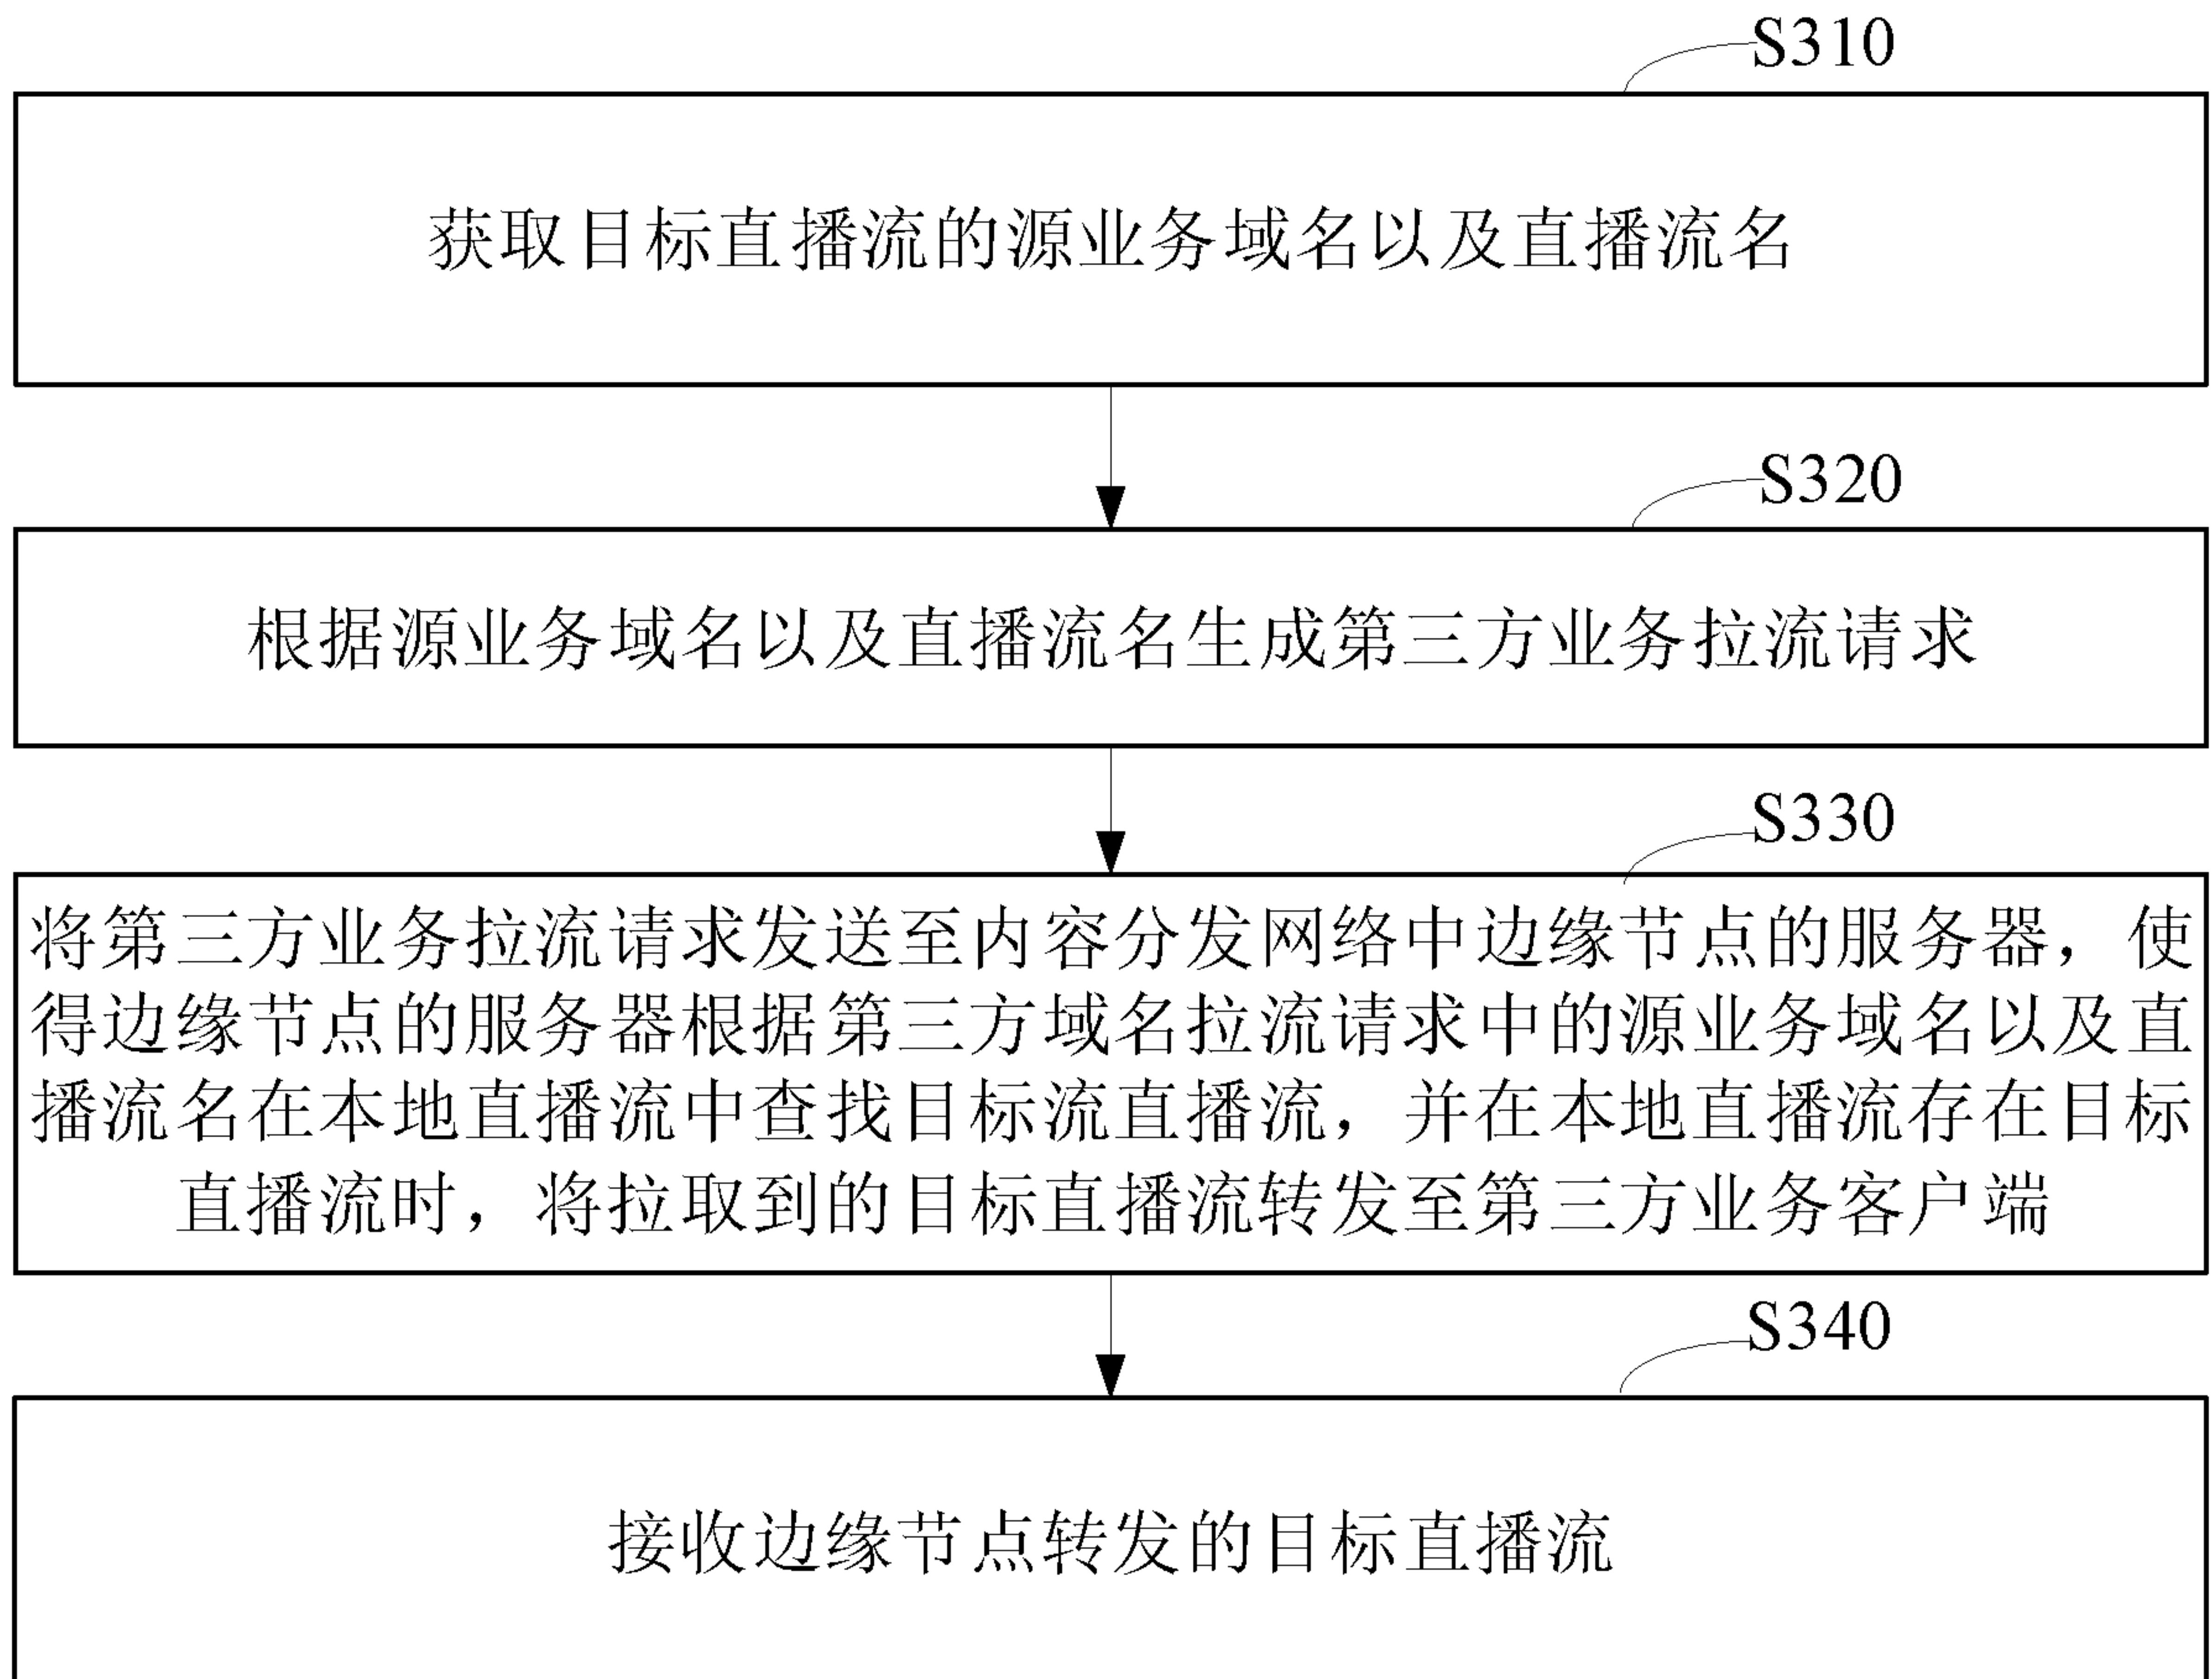 S310
获取目标直播流的源业务域名以及直播流名
S320
根据源业务域名以及直播流名生成第三方业务拉流请求
S330
将第三方业务拉流请求发送至内容分发网络中边缘节点的服务器，使
得边缘节点的服务器根据第三方域名拉流请求中的源业务域名以及直
播流名在本地直播流中查找目标流直播流，并在本地直播流存在目标
直播流时，将拉取到的目标直播流转发至第三方业务客户端
S340
接收边缘节点转发的目标直播流